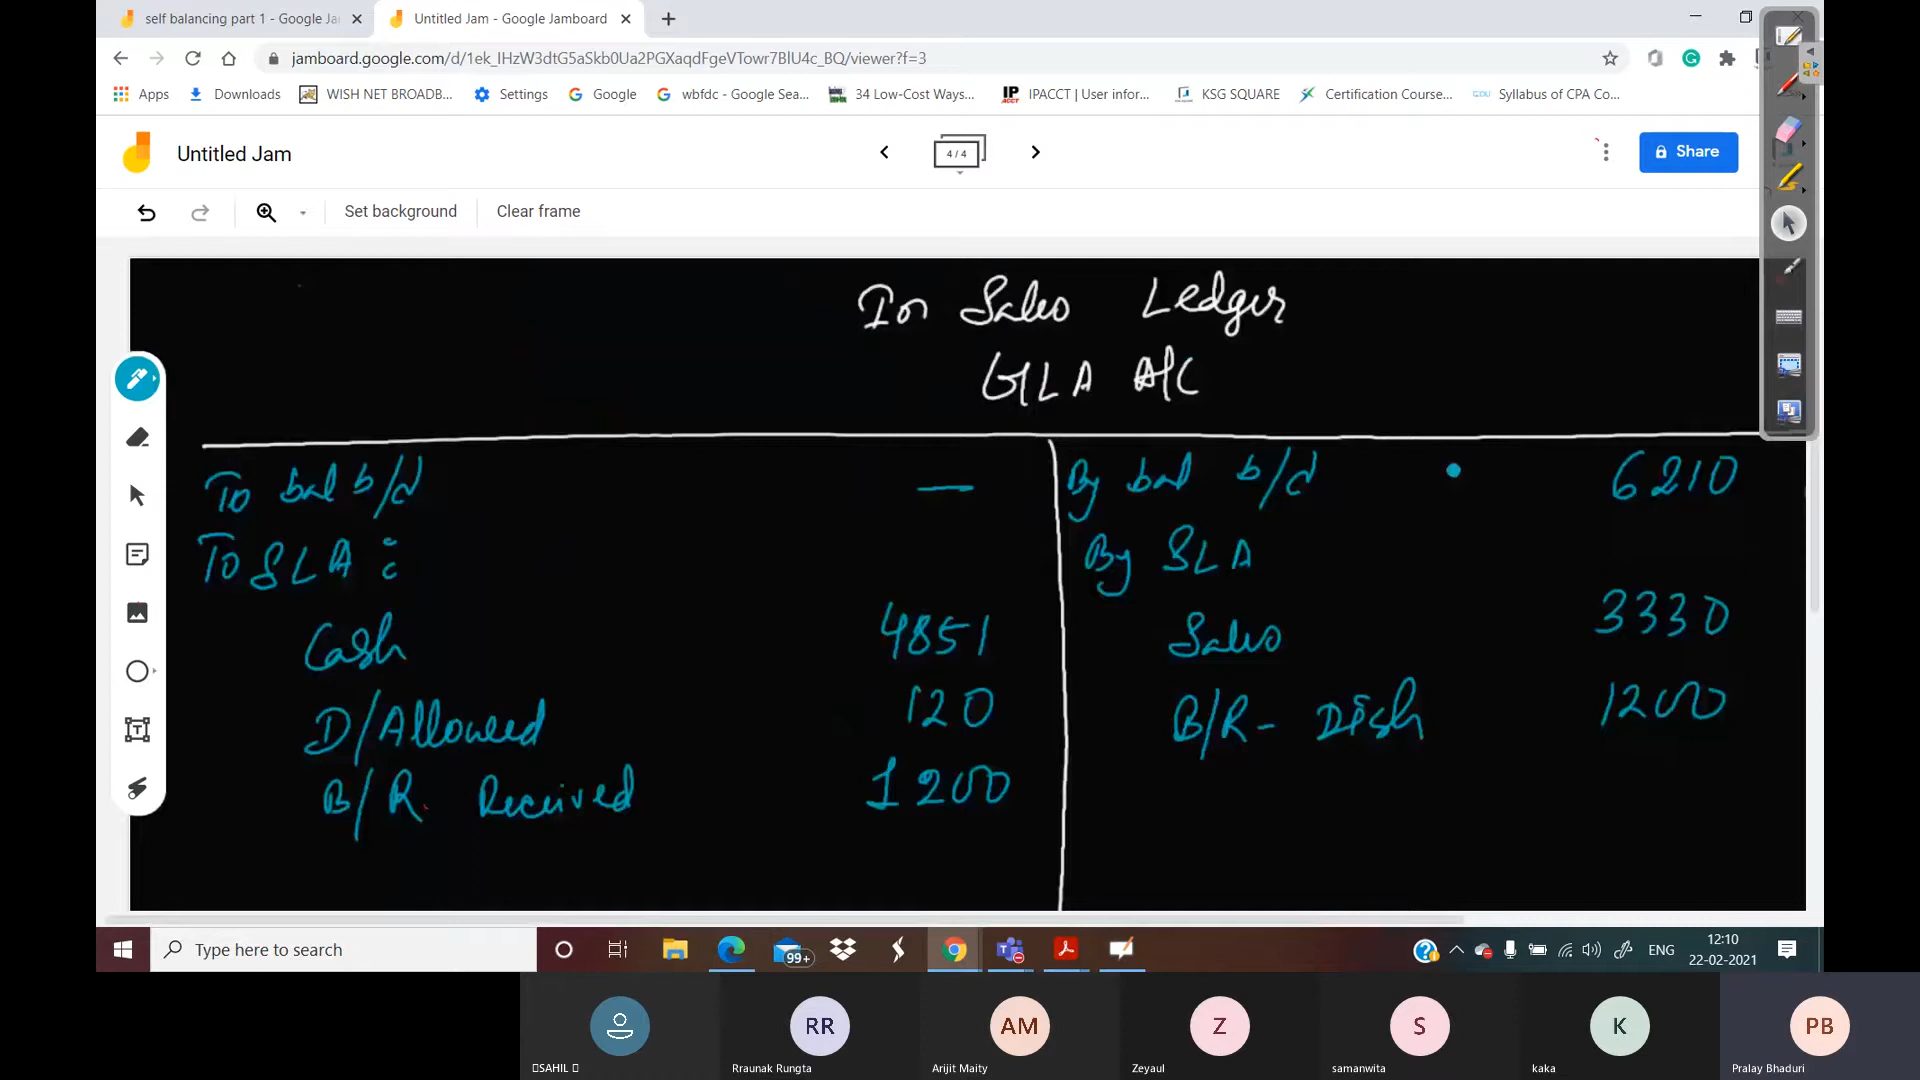 self balancing part 1 - Google Ja
Untitled Jam - Google Jamboard
jamboard.google.com/d/1ek_IHzW3dtG5aSkb0Ua2PGXaqdFgeVTowr7BlU4c_BQ/viewer?f=3
Apps Downloads WISH NET BROADB... Settings Google wbfdc - Google Sea... 34 Low-Cost Ways... IPACCT | User infor... KSG SQUARE Certification Course... Syllabus of CPA Co...
Untitled Jam
4 / 4
Share
Set background Clear frame
In Sales Ledger
GLA A/C
To bal b/d — By bal b/d 6210
To SLA : By SLA
Cash 4851 Sales 3330
D/Allowed 120 B/R - Dish 1200
B/R Received 1200
Type here to search
99+
ENG
12:10
22-02-2021
RR AM Z S K PB
SAHIL Rraunak Rungta Arijit Maity Zeyaul samanwita kaka Pralay Bhaduri